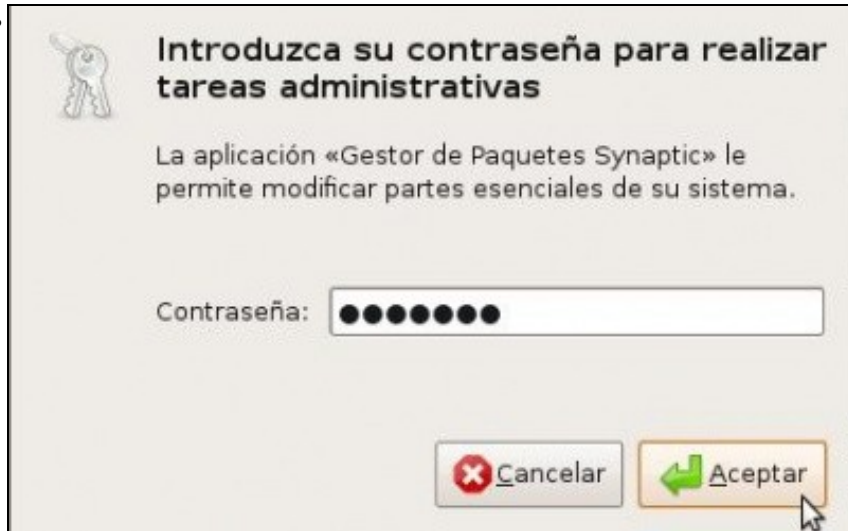 Introduzca su contraseña para realizar
tareas administrativas
La aplicación «Gestor de Paquetes Synaptic» le
permite modificar partes esenciales de su sistema.
Contraseña: ●●●●●●●
Cancelar Aceptar